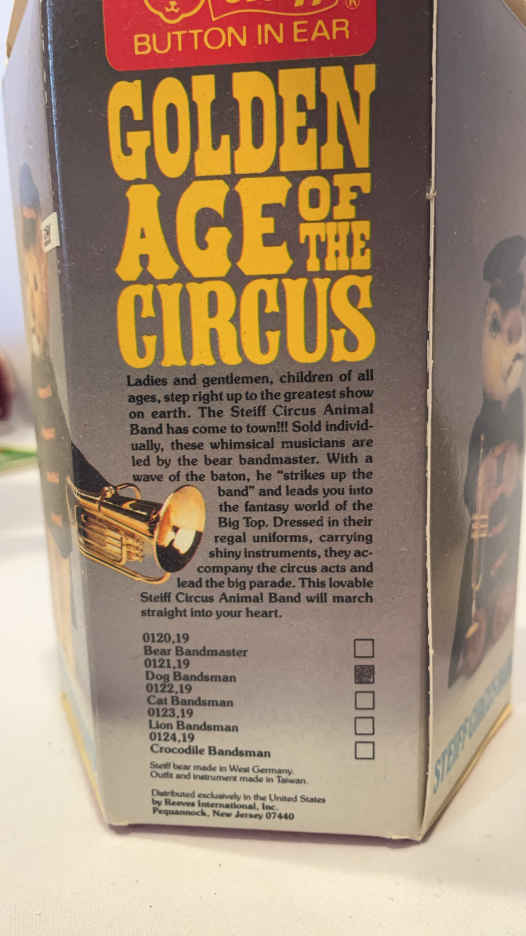 ®
BUTTON IN EAR
GOLDEN
AGE OF
THE
CIRCUS
Ladies and gentlemen, children of all
ages, step right up to the greatest show
on earth. The Steiff Circus Animal
Band has come to town!!! Sold individ-
ually, these whimsical musicians are
led by the bear bandmaster. With a
wave of the baton, he “strikes up the
band” and leads you into
the fantasy world of the
Big Top. Dressed in their
regal uniforms, carrying
shiny instruments, they ac-
company the circus acts and
lead the big parade. This lovable
Steiff Circus Animal Band will march
straight into your heart.
0120,19
Bear Bandmaster
0121,19
Dog Bandsman
0122,19
Cat Bandsman
0123,19
Lion Bandsman
0124,19
Crocodile Bandsman
Steiff bear made in West Germany.
Outfit and instrument made in Taiwan.
Distributed exclusively in the United States
by Reeves International, Inc.
Pequannock, New Jersey 07440
STEIFF